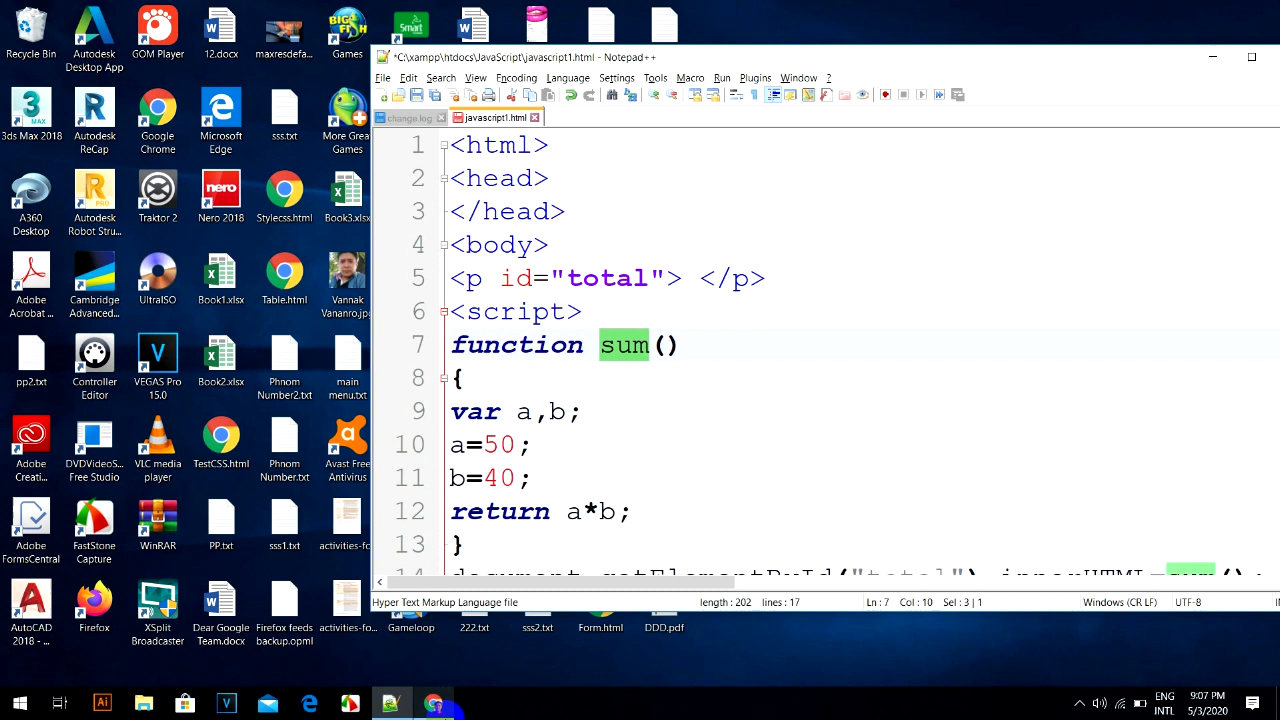 Recycle Bin
Autodesk Desktop App
GOM Player
12.docx
maxresdefa...
Games
BIG FISH
Smart
*C:\xampp\htdocs\JavaScript\javascript1.html - Notepad++
File Edit Search View Encoding Language Settings Tools Macro Run Plugins Window ?
change.log javascript1.html
1 <html>
2 <head>
3 </head>
4 <body>
5 <p id="total"> </p>
6 <script>
7 function sum()
8 {
9 var a,b;
10 a=50;
11 b=40;
12 return a*b;
13 }
14 document.getElementById("total").innerHTML=sum();
Hyper Text Markup Language file length : 202 lines : 17 Ln : 7 Col : 10 Sel : 3 | 1 Windows (CR LF) UTF-8
3ds Max 2018
Autodesk ReCap
Google Chrome
Microsoft Edge
sss.txt
More Great Games
A360 Desktop
Autodesk Robot Stru...
Traktor 2
nero
Nero 2018
Stylecss.html
Book3.xlsx
Adobe Acrobat ...
Cambridge Advanced...
UltraISO
Book1.xlsx
Table.html
Vannak Vananro.jpg
pp2.txt
Controller Editor
VEGAS Pro 15.0
Book2.xlsx
Phnom Number2.txt
main menu.txt
Adobe Creati...
DVDVideoS... Free Studio
VLC media player
TestCSS.html
Phnom Number.txt
Avast Free Antivirus
Adobe FormsCentral
FastStone Capture
WinRAR
PP.txt
sss1.txt
activities-fo...
AutoCAD 2018 - ...
Firefox
XSplit Broadcaster
Dear Google Team.docx
Firefox feeds backup.opml
activities-fo...
Gameloop
222.txt
sss2.txt
Form.html
DDD.pdf
ENG
INTL
9:07 PM
5/3/2020